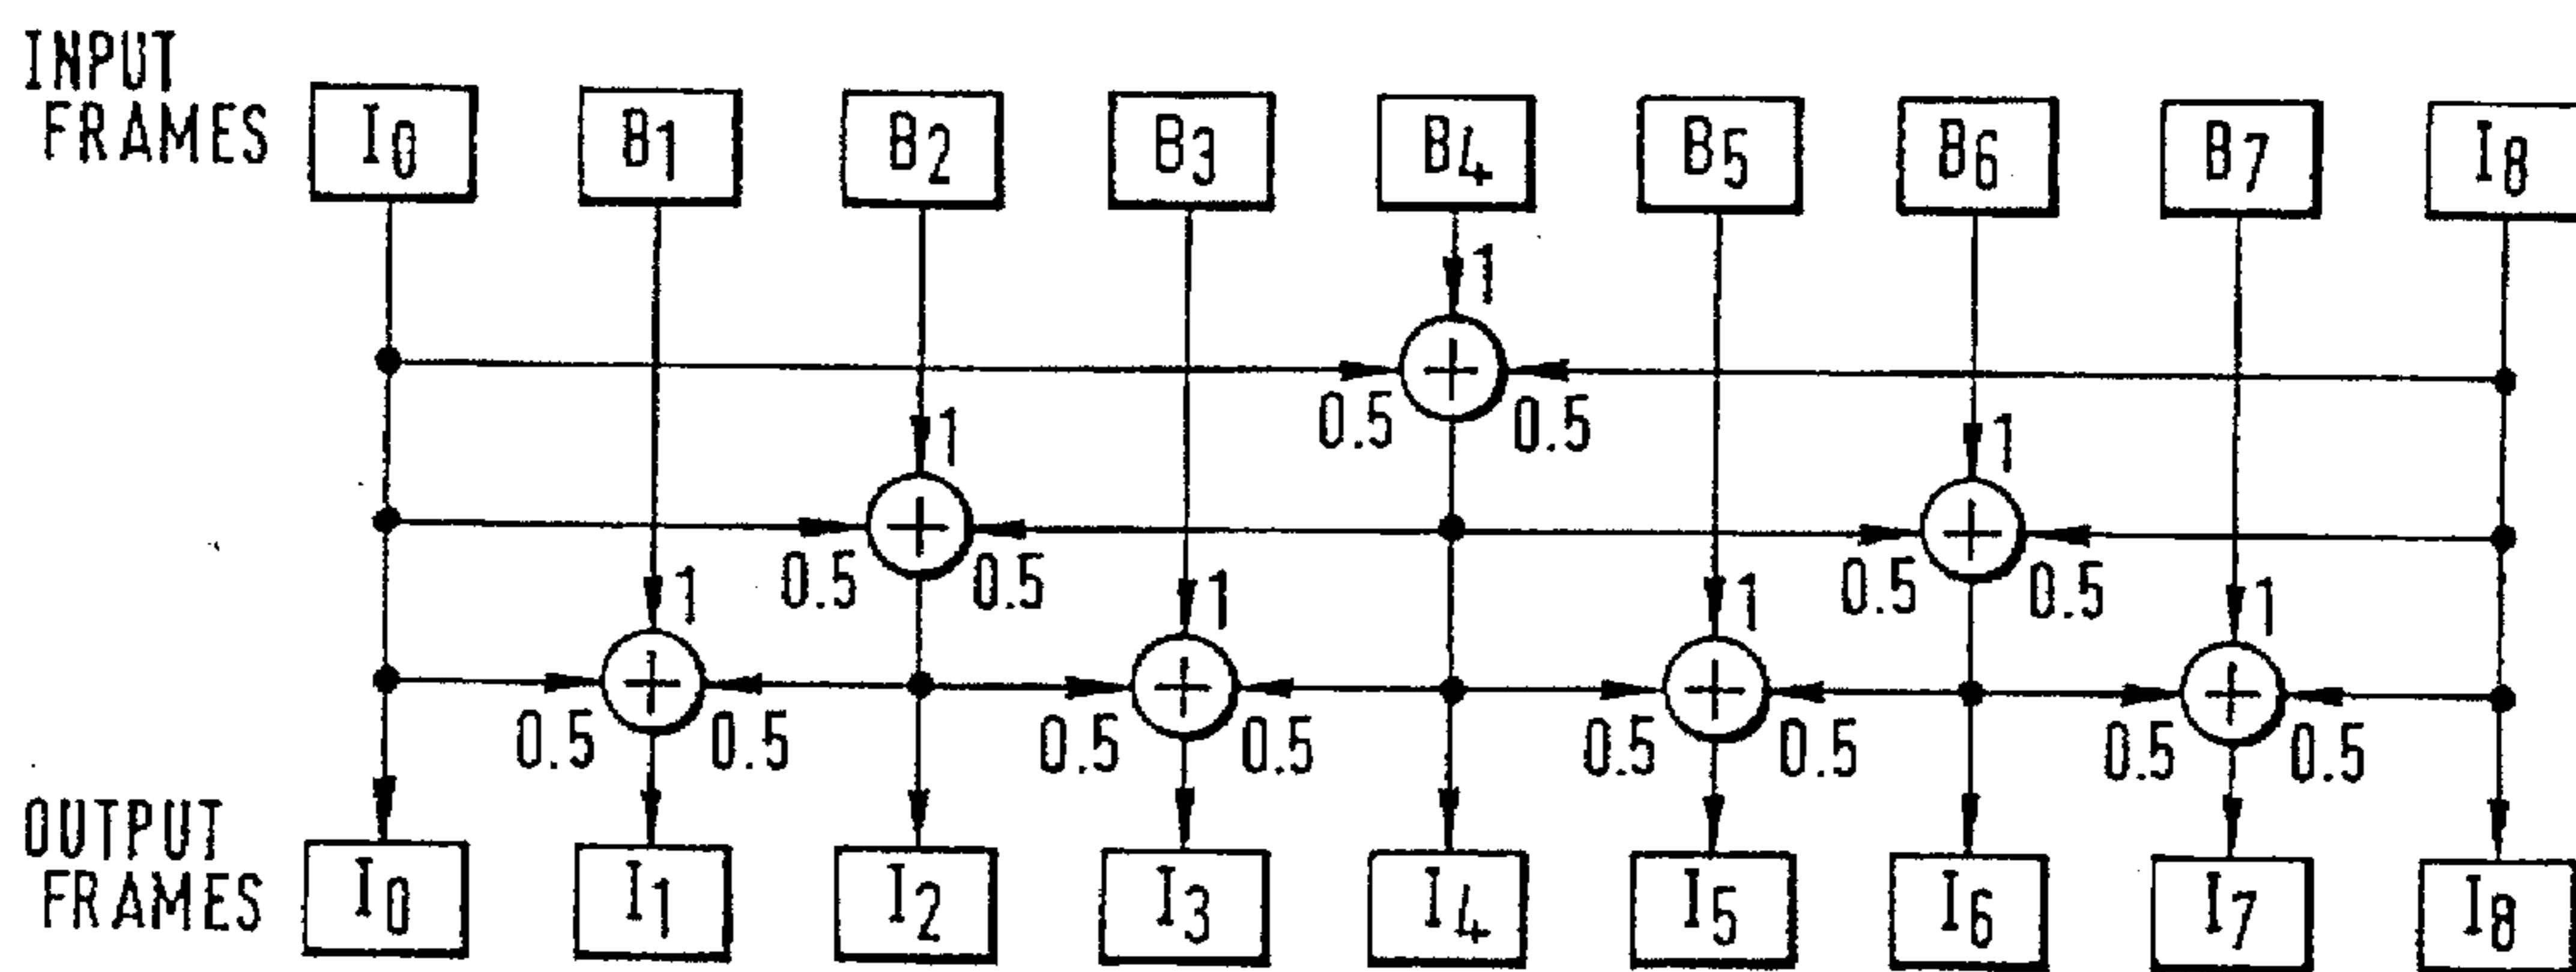 INPUT
FRAMES
I0 B1 B2 B3 B4 B5 B6 B7 I8
1
0.5 0.5
1 1
0.5 0.5 0.5 0.5
1 1 1 1
0.5 0.5 0.5 0.5 0.5 0.5 0.5 0.5
OUTPUT
FRAMES
I0 I1 I2 I3 I4 I5 I6 I7 I8